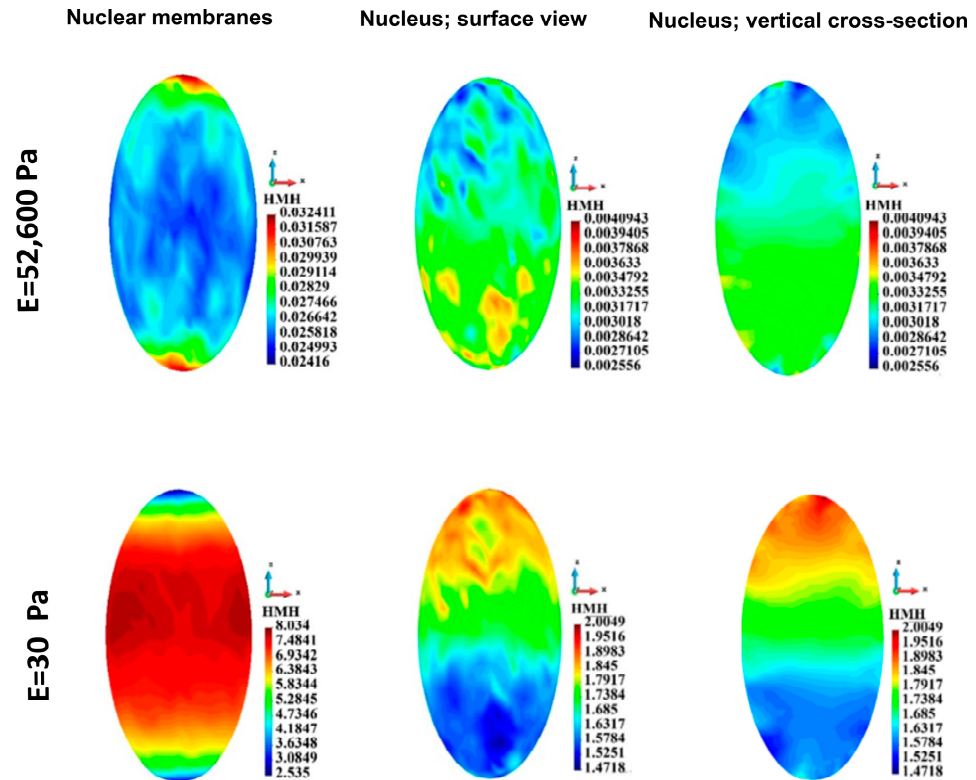 Nuclear membranes
Nucleus; surface view
Nucleus; vertical cross-section
E=52,600 Pa
z
x
HMH
0.032411
0.031587
0.030763
0.029939
0.029114
0.02829
0.027466
0.026642
0.025818
0.024993
0.02416
z
x
HMH
0.0040943
0.0039405
0.0037868
0.003633
0.0034792
0.0033255
0.0031717
0.003018
0.0028642
0.0027105
0.002556
z
x
HMH
0.0040943
0.0039405
0.0037868
0.003633
0.0034792
0.0033255
0.0031717
0.003018
0.0028642
0.0027105
0.002556
E=30 Pa
z
x
HMH
8.034
7.4841
6.9342
6.3843
5.8344
5.2845
4.7346
4.1847
3.6348
3.0849
2.535
z
x
HMH
2.0049
1.9516
1.8983
1.845
1.7917
1.7384
1.685
1.6317
1.5784
1.5251
1.4718
z
x
HMH
2.0049
1.9516
1.8983
1.845
1.7917
1.7384
1.685
1.6317
1.5784
1.5251
1.4718